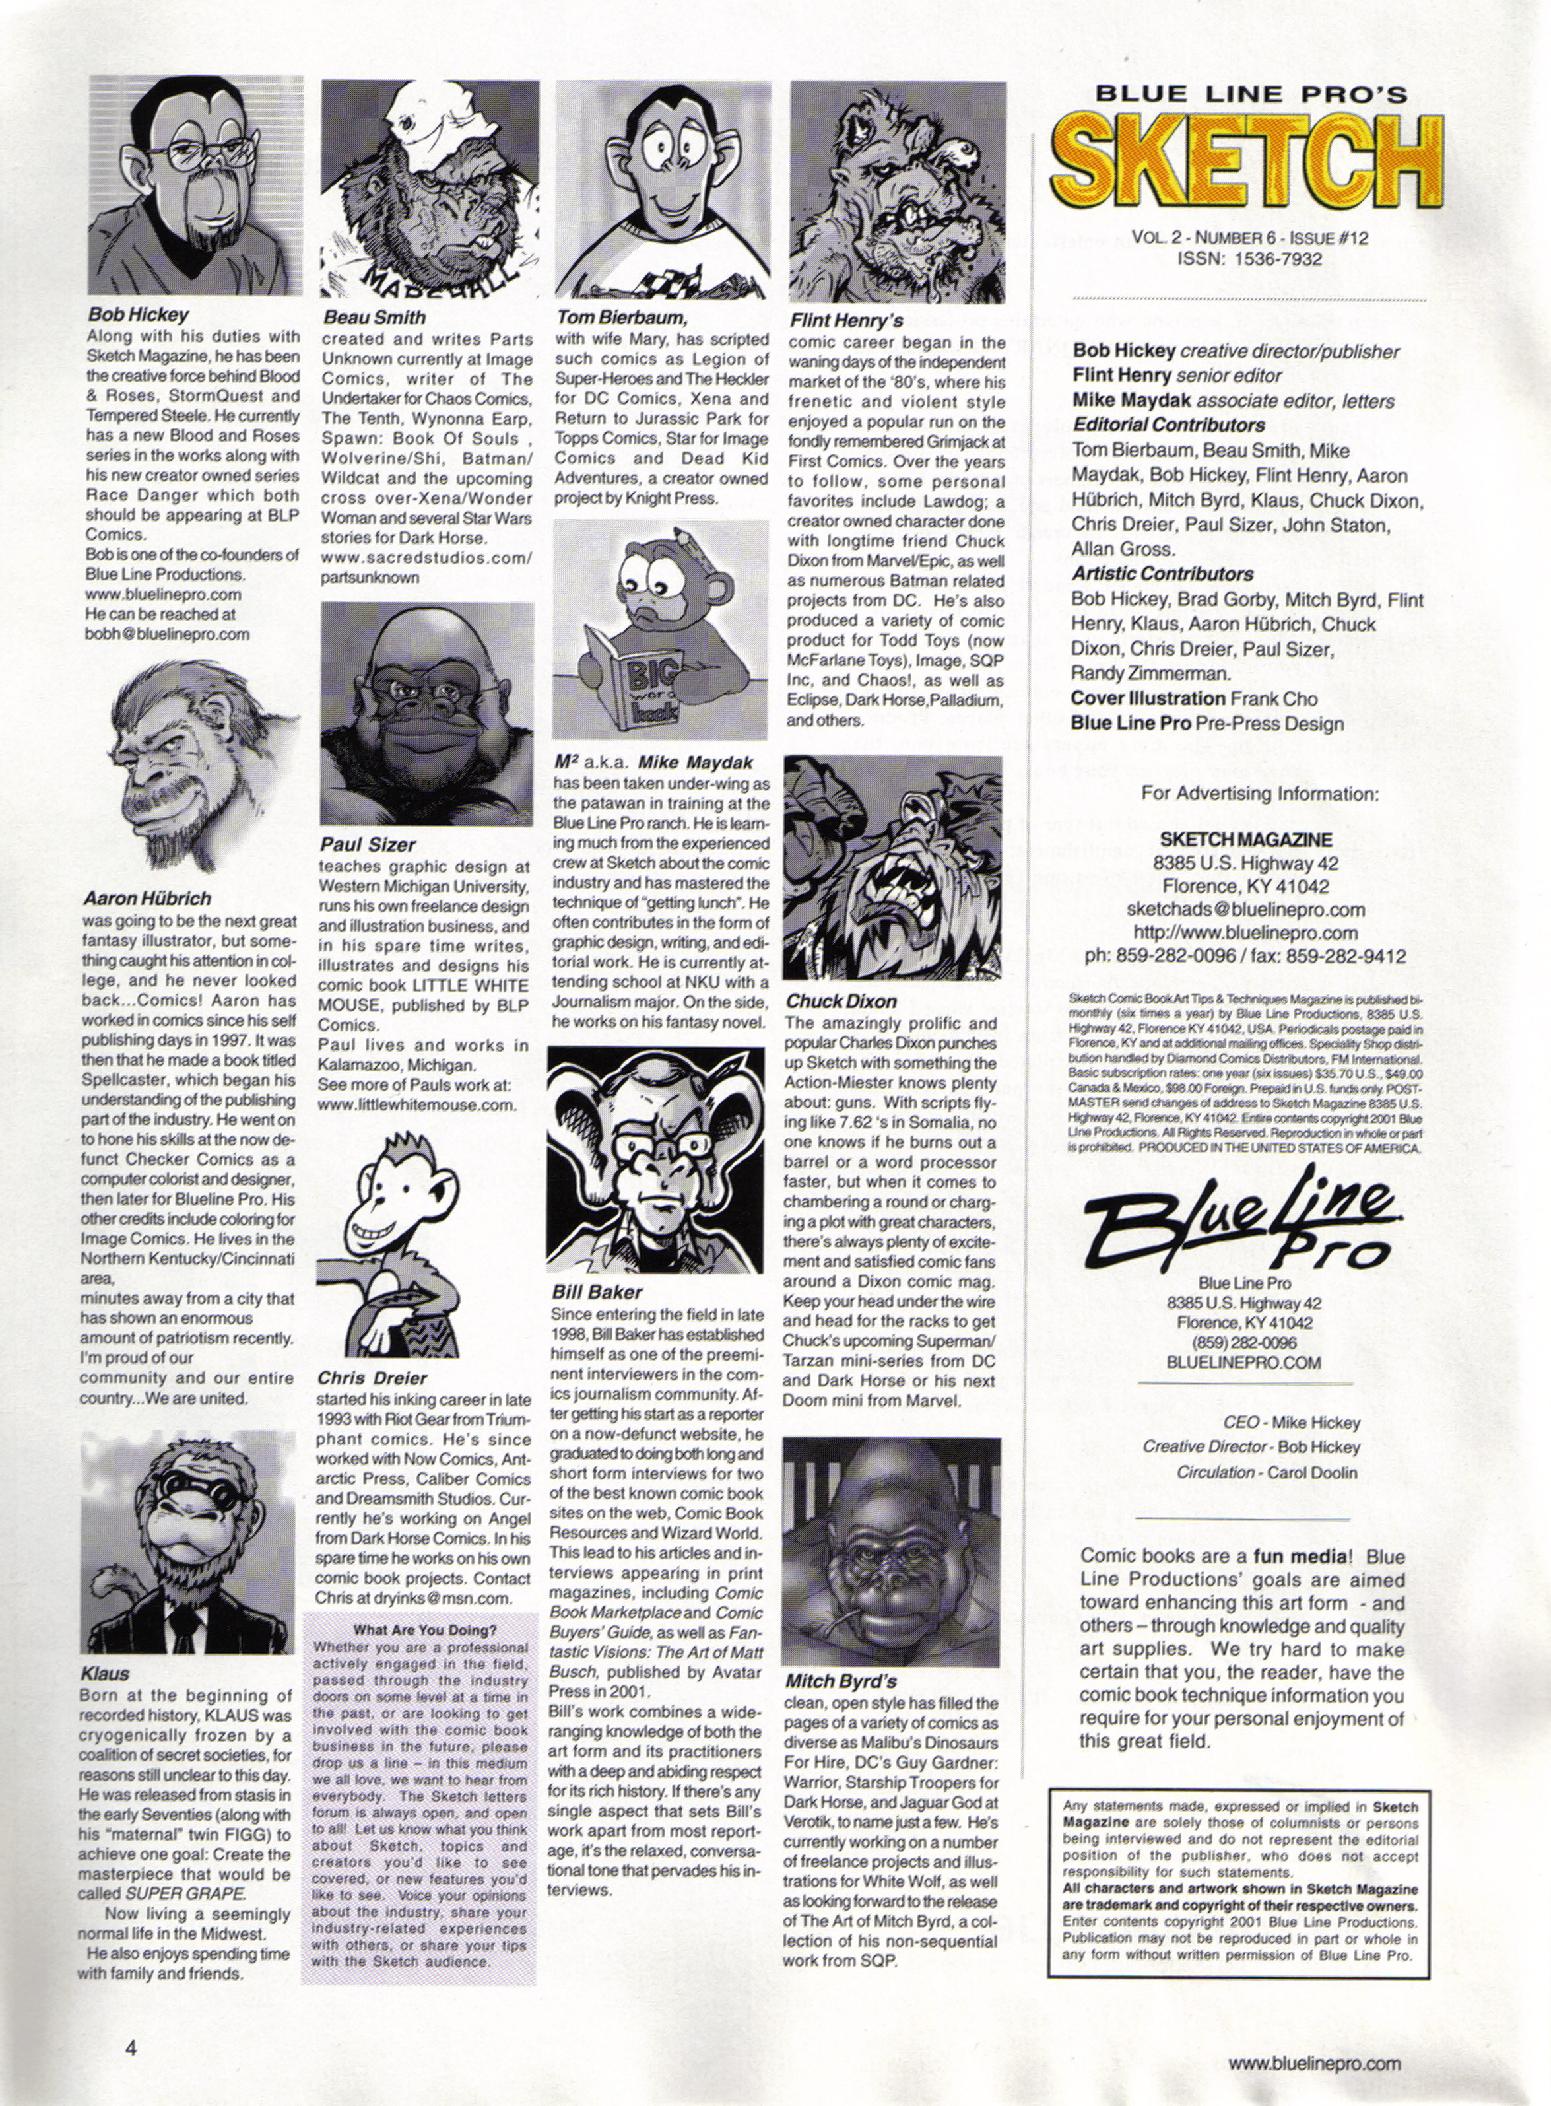 MARSHALL
Bob Hickey
Along with his duties with
Sketch Magazine, he has been
the creative force behind Blood
& Roses, StormQuest and
Tempered Steele. He currently
has a new Blood and Roses
series in the works along with
his new creator owned series
Race Danger which both
should be appearing at BLP
Comics.
Bob is one of the co-founders of
Blue Line Productions.
www.bluelinepro.com
He can be reached at
bobh@bluelinepro.com
Aaron Hübrich
was going to be the next great
fantasy illustrator, but some-
thing caught his attention in col-
lege, and he never looked
back...Comics! Aaron has
worked in comics since his self
publishing days in 1997. It was
then that he made a book titled
Spellcaster, which began his
understanding of the publishing
part of the industry. He went on
to hone his skills at the now de-
funct Checker Comics as a
computer colorist and designer,
then later for Blueline Pro. His
other credits include coloring for
Image Comics. He lives in the
Northern Kentucky/Cincinnati
area,
minutes away from a city that
has shown an enormous
amount of patriotism recently.
I'm proud of our
community and our entire
country...We are united.
Klaus
Born at the beginning of
recorded history, KLAUS was
cryogenically frozen by a
coalition of secret societies, for
reasons still unclear to this day.
He was released from stasis in
the early Seventies (along with
his "maternal" twin FIGG) to
achieve one goal: Create the
masterpiece that would be
called SUPER GRAPE.
Now living a seemingly
normal life in the Midwest.
He also enjoys spending time
with family and friends.
Beau Smith
created and writes Parts
Unknown currently at Image
Comics, writer of The
Undertaker for Chaos Comics,
The Tenth, Wynonna Earp,
Spawn: Book Of Souls ,
Wolverine/Shi, Batman/
Wildcat and the upcoming
cross over-Xena/Wonder
Woman and several Star Wars
stories for Dark Horse.
www.sacredstudios.com/
partsunknown
Paul Sizer
teaches graphic design at
Western Michigan University,
runs his own freelance design
and illustration business, and
in his spare time writes,
illustrates and designs his
comic book LITTLE WHITE
MOUSE, published by BLP
Comics.
Paul lives and works in
Kalamazoo, Michigan.
See more of Pauls work at:
www.littlewhitemouse.com.
Chris Dreier
started his inking career in late
1993 with Riot Gear from Trium-
phant comics. He's since
worked with Now Comics, Ant-
arctic Press, Caliber Comics
and Dreamsmith Studios. Cur-
rently he's working on Angel
from Dark Horse Comics. In his
spare time he works on his own
comic book projects. Contact
Chris at dryinks@msn.com.
What Are You Doing?
Whether you are a professional
actively engaged in the field,
passed through the industry
doors on some level at a time in
the past, or are looking to get
involved with the comic book
business in the future, please
drop us a line – in this medium
we all love, we want to hear from
everybody. The Sketch letters
forum is always open, and open
to all! Let us know what you think
about Sketch, topics and
creators you'd like to see
covered, or new features you'd
like to see. Voice your opinions
about the industry, share your
industry-related experiences
with others, or share your tips
with the Sketch audience.
Tom Bierbaum,
with wife Mary, has scripted
such comics as Legion of
Super-Heroes and The Heckler
for DC Comics, Xena and
Return to Jurassic Park for
Topps Comics, Star for Image
Comics and Dead Kid
Adventures, a creator owned
project by Knight Press.
BIG
word
book
M² a.k.a. Mike Maydak
has been taken under-wing as
the patawan in training at the
Blue Line Pro ranch. He is learn-
ing much from the experienced
crew at Sketch about the comic
industry and has mastered the
technique of "getting lunch". He
often contributes in the form of
graphic design, writing, and edi-
torial work. He is currently at-
tending school at NKU with a
Journalism major. On the side,
he works on his fantasy novel.
Bill Baker
Since entering the field in late
1998, Bill Baker has established
himself as one of the preemi-
nent interviewers in the com-
ics journalism community. Af-
ter getting his start as a reporter
on a now-defunct website, he
graduated to doing both long and
short form interviews for two
of the best known comic book
sites on the web, Comic Book
Resources and Wizard World.
This lead to his articles and in-
terviews appearing in print
magazines, including Comic
Book Marketplace and Comic
Buyers' Guide, as well as Fan-
tastic Visions: The Art of Matt
Busch, published by Avatar
Press in 2001.
Bill's work combines a wide-
ranging knowledge of both the
art form and its practitioners
with a deep and abiding respect
for its rich history. If there's any
single aspect that sets Bill's
work apart from most report-
age, it's the relaxed, conversa-
tional tone that pervades his in-
terviews.
Flint Henry's
comic career began in the
waning days of the independent
market of the '80's, where his
frenetic and violent style
enjoyed a popular run on the
fondly remembered Grimjack at
First Comics. Over the years
to follow, some personal
favorites include Lawdog; a
creator owned character done
with longtime friend Chuck
Dixon from Marvel/Epic, as well
as numerous Batman related
projects from DC. He's also
produced a variety of comic
product for Todd Toys (now
McFarlane Toys), Image, SQP
Inc, and Chaos!, as well as
Eclipse, Dark Horse,Palladium,
and others.
Chuck Dixon
The amazingly prolific and
popular Charles Dixon punches
up Sketch with something the
Action-Miester knows plenty
about: guns. With scripts fly-
ing like 7.62 's in Somalia, no
one knows if he burns out a
barrel or a word processor
faster, but when it comes to
chambering a round or charg-
ing a plot with great characters,
there's always plenty of excite-
ment and satisfied comic fans
around a Dixon comic mag.
Keep your head under the wire
and head for the racks to get
Chuck's upcoming Superman/
Tarzan mini-series from DC
and Dark Horse or his next
Doom mini from Marvel.
Mitch Byrd's
clean, open style has filled the
pages of a variety of comics as
diverse as Malibu's Dinosaurs
For Hire, DC's Guy Gardner:
Warrior, Starship Troopers for
Dark Horse, and Jaguar God at
Verotik, to name just a few. He's
currently working on a number
of freelance projects and illus-
trations for White Wolf, as well
as looking forward to the release
of The Art of Mitch Byrd, a col-
lection of his non-sequential
work from SQP.
BLUE LINE PRO'S
SKETCH
VOL. 2 - NUMBER 6 - ISSUE #12
ISSN: 1536-7932
Bob Hickey creative director/publisher
Flint Henry senior editor
Mike Maydak associate editor, letters
Editorial Contributors
Tom Bierbaum, Beau Smith, Mike
Maydak, Bob Hickey, Flint Henry, Aaron
Hübrich, Mitch Byrd, Klaus, Chuck Dixon,
Chris Dreier, Paul Sizer, John Staton,
Allan Gross.
Artistic Contributors
Bob Hickey, Brad Gorby, Mitch Byrd, Flint
Henry, Klaus, Aaron Hübrich, Chuck
Dixon, Chris Dreier, Paul Sizer,
Randy Zimmerman.
Cover Illustration Frank Cho
Blue Line Pro Pre-Press Design
For Advertising Information:
SKETCH MAGAZINE
8385 U.S. Highway 42
Florence, KY 41042
sketchads@bluelinepro.com
http://www.bluelinepro.com
ph: 859-282-0096 / fax: 859-282-9412
Sketch Comic Book Art Tips & Techniques Magazine is published bi-
monthly (six times a year) by Blue Line Productions, 8385 U.S.
Highway 42, Florence KY 41042, USA. Periodicals postage paid in
Florence, KY and at additional mailing offices. Speciality Shop distri-
bution handled by Diamond Comics Distributors, FM International.
Basic subscription rates: one year (six issues) $35.70 U.S., $49.00
Canada & Mexico, $98.00 Foreign. Prepaid in U.S. funds only. POST-
MASTER send changes of address to Sketch Magazine 8385 U.S.
Highway 42, Florence, KY 41042. Entire contents copyright 2001 Blue
Line Productions. All Rights Reserved. Reproduction in whole or part
is prohibited. PRODUCED IN THE UNITED STATES OF AMERICA.
Blue Line
Pro
Blue Line Pro
8385 U.S. Highway 42
Florence, KY 41042
(859) 282-0096
BLUELINEPRO.COM
CEO - Mike Hickey
Creative Director - Bob Hickey
Circulation - Carol Doolin
Comic books are a fun media! Blue
Line Productions' goals are aimed
toward enhancing this art form - and
others – through knowledge and quality
art supplies. We try hard to make
certain that you, the reader, have the
comic book technique information you
require for your personal enjoyment of
this great field.
Any statements made, expressed or implied in Sketch
Magazine are solely those of columnists or persons
being interviewed and do not represent the editorial
position of the publisher, who does not accept
responsibility for such statements.
All characters and artwork shown in Sketch Magazine
are trademark and copyright of their respective owners.
Enter contents copyright 2001 Blue Line Productions.
Publication may not be reproduced in part or whole in
any form without written permission of Blue Line Pro.
4
www.bluelinepro.com